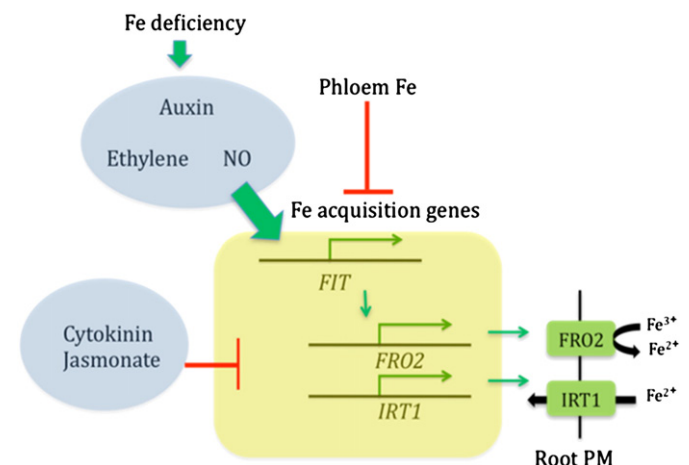 Fe deficiency
Auxin
Ethylene NO
Phloem Fe
Fe acquisition genes
FIT
Cytokinin
Jasmonate
FRO2
IRT1
FRO2
Fe³⁺
Fe²⁺
IRT1
Fe²⁺
Root PM